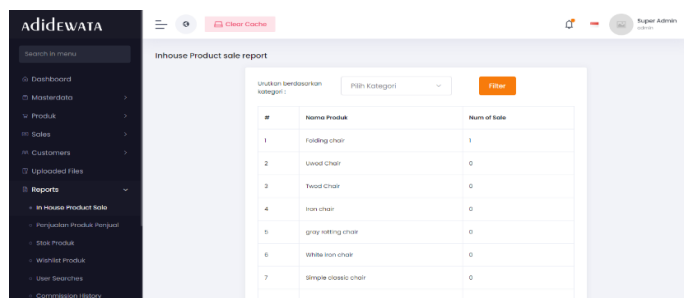 ADIDEWATA
Clear Cache
Super Admin
admin
Search in menu
Inhouse Product sale report
Dashboard
Masterdata
Produk
Sales
Customers
Uploaded Files
Reports
In House Product Sale
Penjualan Produk Penjual
Stok Produk
Wishlist Produk
User Searches
Commission History
Urutkan berdasarkan
kategori :
Pilih Kategori
Filter
# Nama Produk Num of Sale
1 Folding chair 1
2 Uwod Chair 0
3 Twod Chair 0
4 Iron chair 0
5 gray rotting chair 0
6 White iron chair 0
7 Simple classic chair 0